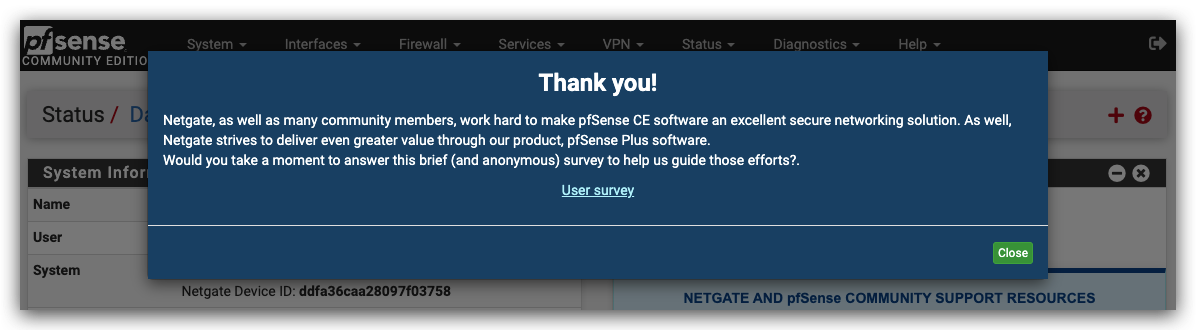 pfsense
COMMUNITY EDITIO
System
Interfaces
Firewall
Services
VPN
Status
Diagnostics
Help
Thank you!
Netgate, as well as many community members, work hard to make pfSense CE software an excellent secure networking solution. As well,
Netgate strives to deliver even greater value through our product, pfSense Plus software.
Would you take a moment to answer this brief (and anonymous) survey to help us guide those efforts?.
User survey
Close
Status / Da
System Infor
Name
User
System
Netgate Device ID: ddfa36caa28097f03758
NETGATE AND pfSense COMMUNITY SUPPORT RESOURCES